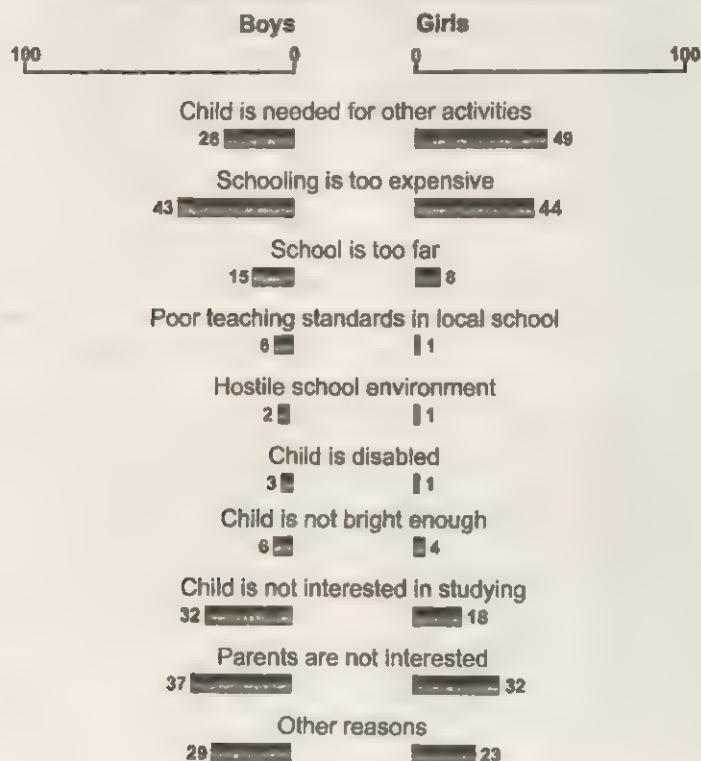 Boys Girls
100 0 0 100
Child is needed for other activities
26 49
Schooling is too expensive
43 44
School is too far
15 8
Poor teaching standards in local school
6 1
Hostile school environment
2 1
Child is disabled
3 1
Child is not bright enough
6 4
Child is not interested in studying
32 18
Parents are not interested
37 32
Other reasons
29 23